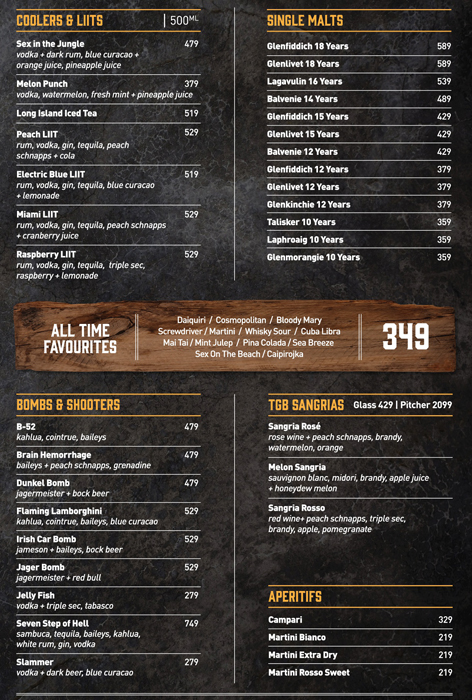 COOLERS & LIITS | 500ML
Sex in the Jungle 479
vodka + dark rum, blue curacao +
orange juice, pineapple juice
Melon Punch 379
vodka, watermelon, fresh mint + pineapple juice
Long Island Iced Tea 519
Peach LIIT 529
rum, vodka, gin, tequila, peach
schnapps + cola
Electric Blue LIIT 519
rum, vodka, gin, tequila, blue curacao
+ lemonade
Miami LIIT 529
rum, vodka, gin, tequila, peach schnapps
+ cranberry juice
Raspberry LIIT 529
rum, vodka, gin, tequila, triple sec,
raspberry + lemonade
SINGLE MALTS
Glenfiddich 18 Years 589
Glenlivet 18 Years 589
Lagavulin 16 Years 539
Balvenie 14 Years 489
Glenfiddich 15 Years 429
Glenlivet 15 Years 429
Balvenie 12 Years 429
Glenfiddich 12 Years 379
Glenlivet 12 Years 379
Glenkinchie 12 Years 379
Talisker 10 Years 359
Laphroaig 10 Years 359
Glenmorangie 10 Years 359
ALL TIME
FAVOURITES
Daiquiri / Cosmopolitan / Bloody Mary
Screwdriver / Martini / Whisky Sour / Cuba Libra
Mai Tai / Mint Julep / Pina Colada / Sea Breeze
Sex On The Beach / Caipirojka
349
BOMBS & SHOOTERS
B-52 479
kahlua, cointrue, baileys
Brain Hemorrhage 479
baileys + peach schnapps, grenadine
Dunkel Bomb 479
jagermeister + bock beer
Flaming Lamborghini 529
kahlua, cointrue, baileys, blue curacao
Irish Car Bomb 529
jameson + baileys, bock beer
Jager Bomb 529
jagermeister + red bull
Jelly Fish 279
vodka + triple sec, tabasco
Seven Step of Hell 749
sambuca, tequila, baileys, kahlua,
white rum, gin, vodka
Slammer 279
vodka + dark beer, blue curacao
TGB SANGRIAS Glass 429 | Pitcher 2099
Sangria Rosé
rose wine + peach schnapps, brandy,
watermelon, orange
Melon Sangria
sauvignon blanc, midori, brandy, apple juice
+ honeydew melon
Sangria Rosso
red wine+ peach schnapps, triple sec,
brandy, apple, pomegranate
APERITIFS
Campari 329
Martini Bianco 219
Martini Extra Dry 219
Martini Rosso Sweet 219